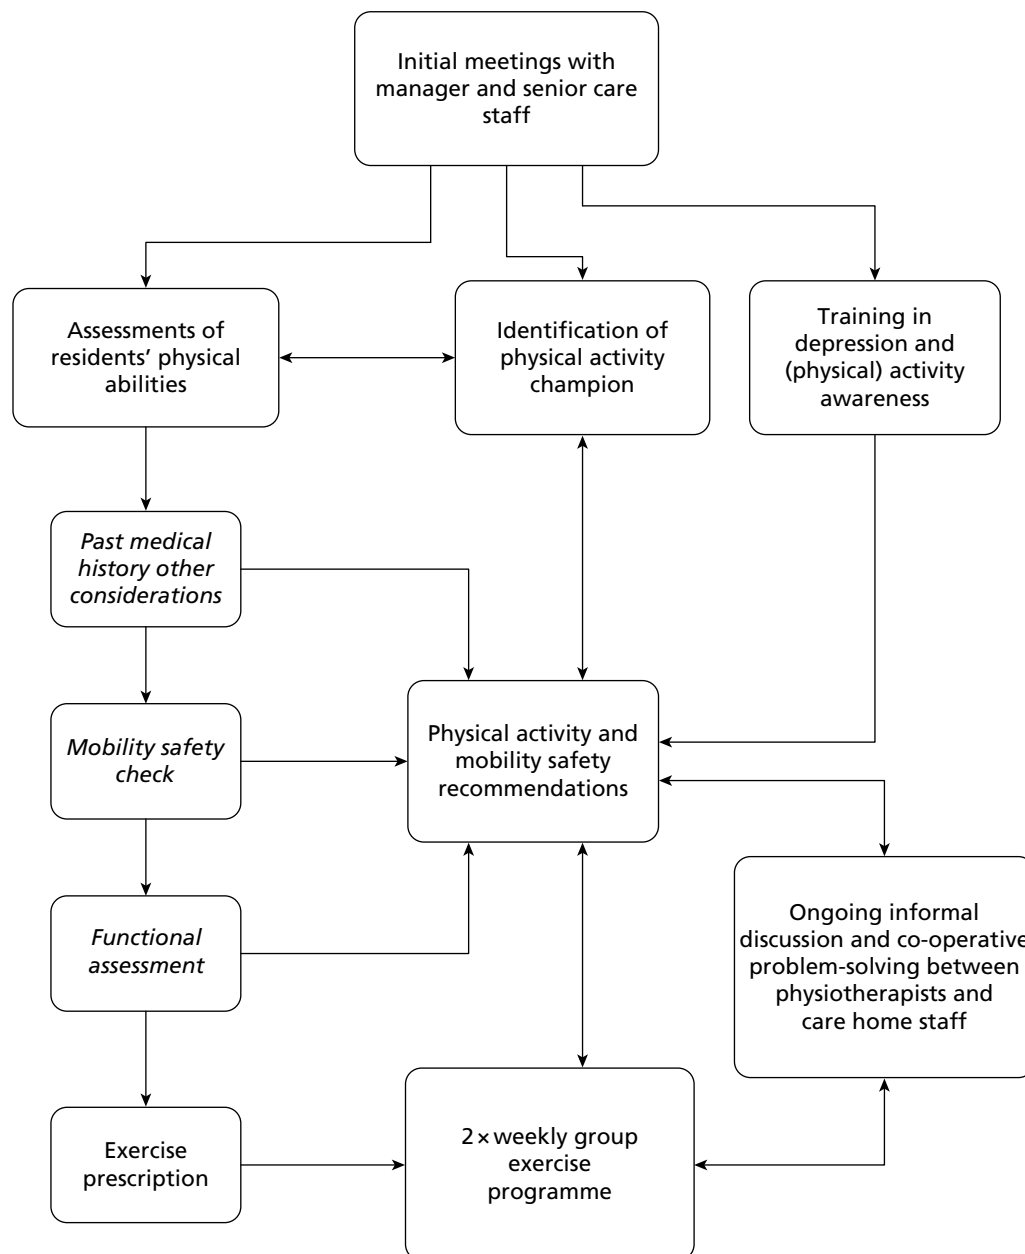 Initial meetings with
manager and senior care
staff
Assessments of
residents’ physical
abilities
Identification of
physical activity
champion
Training in
depression and
(physical) activity
awareness
Past medical
history other
considerations
Mobility safety
check
Physical activity and
mobility safety
recommendations
Functional
assessment
Ongoing informal
discussion and co-operative
problem-solving between
physiotherapists and
care home staff
Exercise
prescription
2 × weekly group
exercise
programme